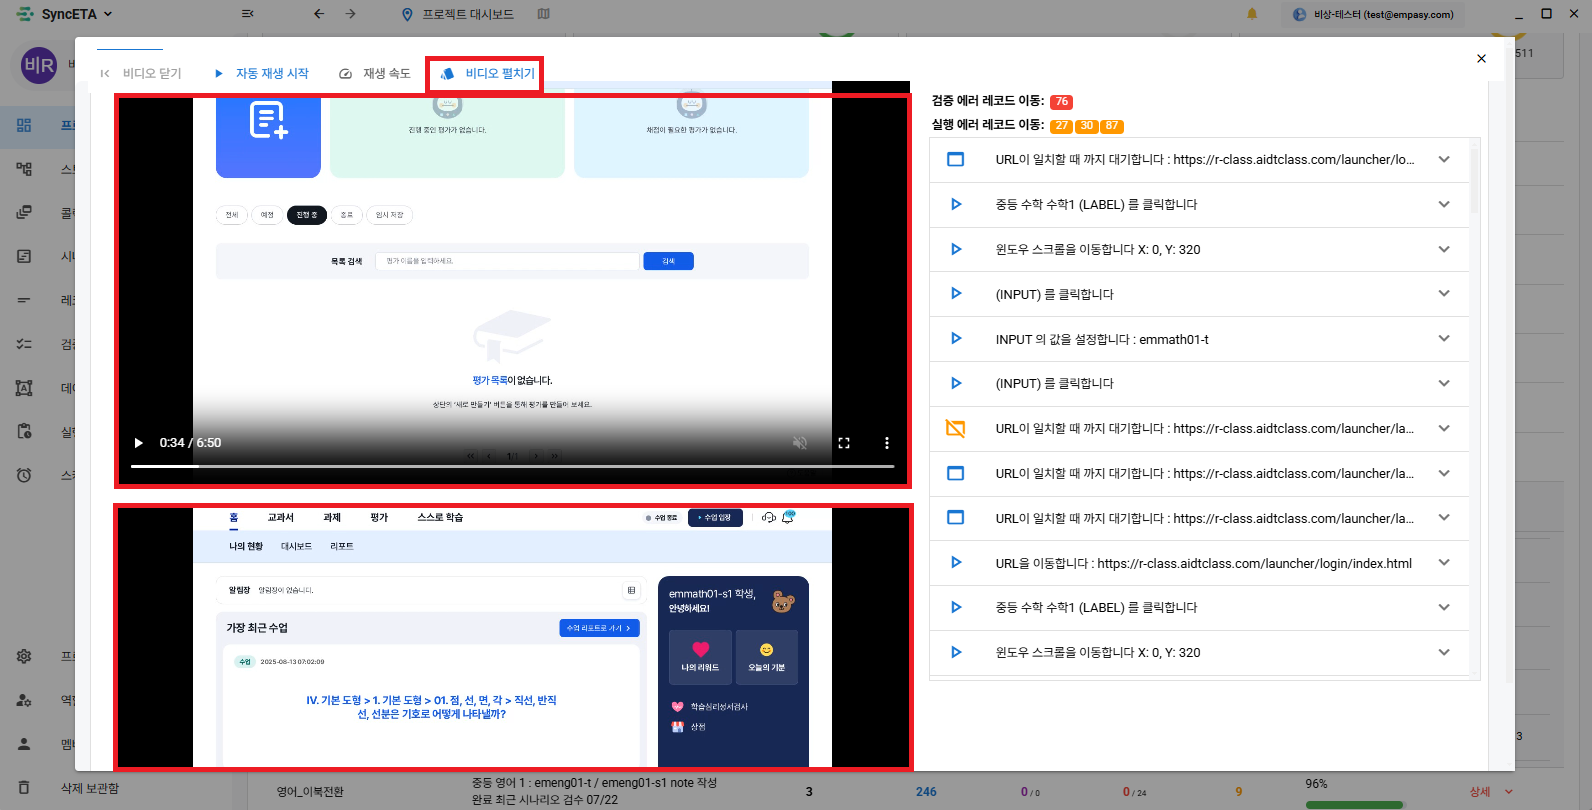 SyncETA
프로젝트 대시보드
비상-테스터 (test@empasy.com)
비R
511
비디오 닫기
자동 재생 시작
재생 속도
비디오 펼치기
진행 중인 평가가 없습니다.
채점이 필요한 평가가 없습니다.
전체
예정
진행 중
종료
임시 저장
목록 검색
평가 이름을 입력하세요.
검색
평가 목록이 없습니다.
상단의 '새로 만들기' 버튼을 통해 평가를 만들어 보세요.
0:34 / 6:50
1/1
홈
교과서
과제
평가
스스로 학습
수업 종료
수업 입장
100
나의 현황
대시보드
리포트
알림장
알림장이 없습니다.
가장 최근 수업
수업 리포트로 가기 >
수업
2025-08-13 07:02:09
IV. 기본 도형 > 1. 기본 도형 > 01. 점, 선, 면, 각 > 직선, 반직
선, 선분은 기호로 어떻게 나타낼까?
emmath01-s1 학생,
안녕하세요!
나의 리워드
오늘의 기분
학습심리정서검사
상점
검증 에러 레코드 이동: 76
실행 에러 레코드 이동: 27 30 87
URL이 일치할 때 까지 대기합니다 : https://r-class.aidtclass.com/launcher/lo...
중등 수학 수학1 (LABEL) 를 클릭합니다
윈도우 스크롤을 이동합니다 X: 0, Y: 320
(INPUT) 를 클릭합니다
INPUT 의 값을 설정합니다 : emmath01-t
(INPUT) 를 클릭합니다
URL이 일치할 때 까지 대기합니다 : https://r-class.aidtclass.com/launcher/la...
URL이 일치할 때 까지 대기합니다 : https://r-class.aidtclass.com/launcher/la...
URL이 일치할 때 까지 대기합니다 : https://r-class.aidtclass.com/launcher/la...
URL을 이동합니다 : https://r-class.aidtclass.com/launcher/login/index.html
중등 수학 수학1 (LABEL) 를 클릭합니다
윈도우 스크롤을 이동합니다 X: 0, Y: 320
3
삭제 보관함
영어_이북전환
중등 영어 1 : emeng01-t / emeng01-s1 note 작성
완료 최근 시나리오 검수 07/22
3
246
0 / 0
0 / 24
9
96%
상세